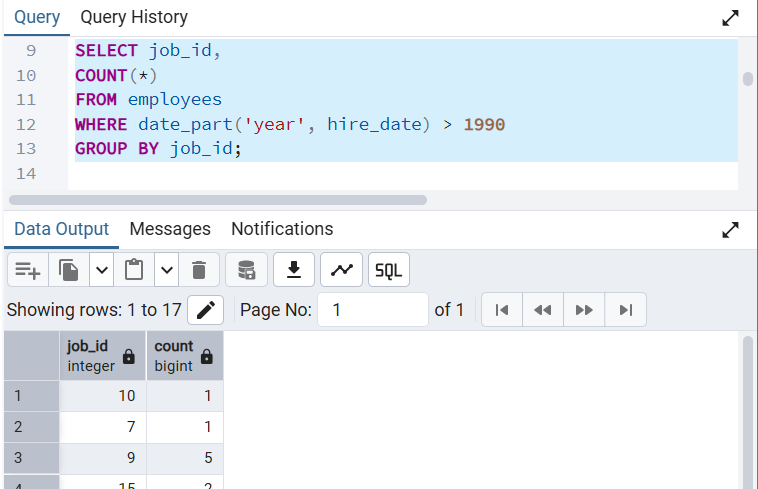 Query Query History
9 SELECT job_id,
10 COUNT(*)
11 FROM employees
12 WHERE date_part('year', hire_date) > 1990
13 GROUP BY job_id;
14
Data Output Messages Notifications
SQL
Showing rows: 1 to 17 Page No: 1 of 1
job_id count
integer bigint
1 10 1
2 7 1
3 9 5
4 15 2